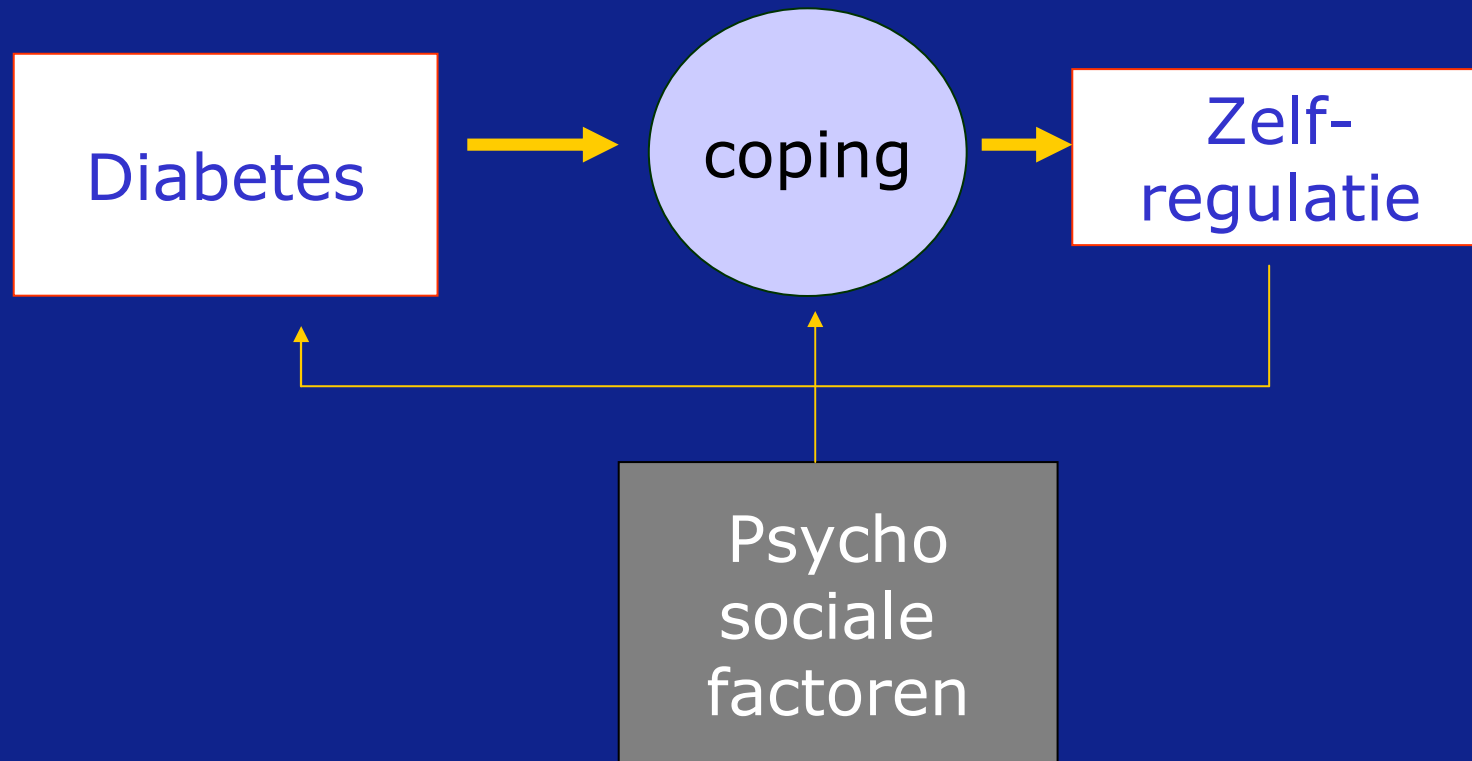 Diabetes
coping
Zelf-
regulatie
Psycho
sociale
factoren